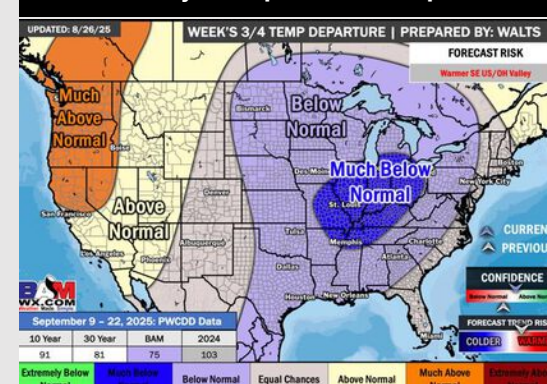 UPDATED: 8/26/25
WEEK'S 3/4 TEMP DEPARTURE | PREPARED BY: WALTS
FORECAST RISK
Warmer SE US/OH Valley
Much
Above
Normal
Below
Normal
Bismarck
Boise
Boston
Much Below
Normal
Des Moin
New York City
Denver
St. Louis
San Francisco
Above
Normal
CURREN
PREVIOU
Tulsa
Memphis
Charlotte
Albuquerque
Los Angeles
Phoenix
Atlanta
Dallas
CONFIDENCE
Below Normal
Above No
Houston
New Orleans
BAM
WX.COM
September 9 – 22, 2025: PWCDD Data
FORECAST TREND RIS
COLDER
WARM
Miami
10 Year 30 Year BAM 2024
91 81 75 103
Extremely Below
Much Below
Below Normal
Equal Chances
Above Normal
Much Above
Extremely Abo